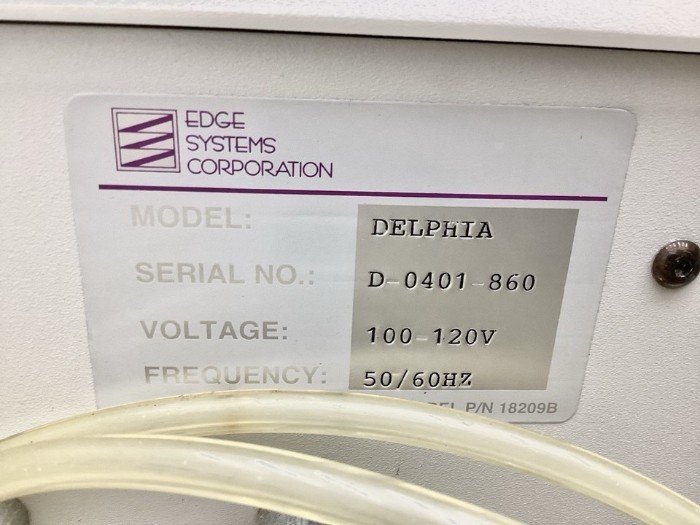 EDGE
SYSTEMS
CORPORATION
MODEL: DELPHIA
SERIAL NO.: D-0401-860
VOLTAGE: 100-120V
FREQUENCY: 50/60HZ
P/N 18209B